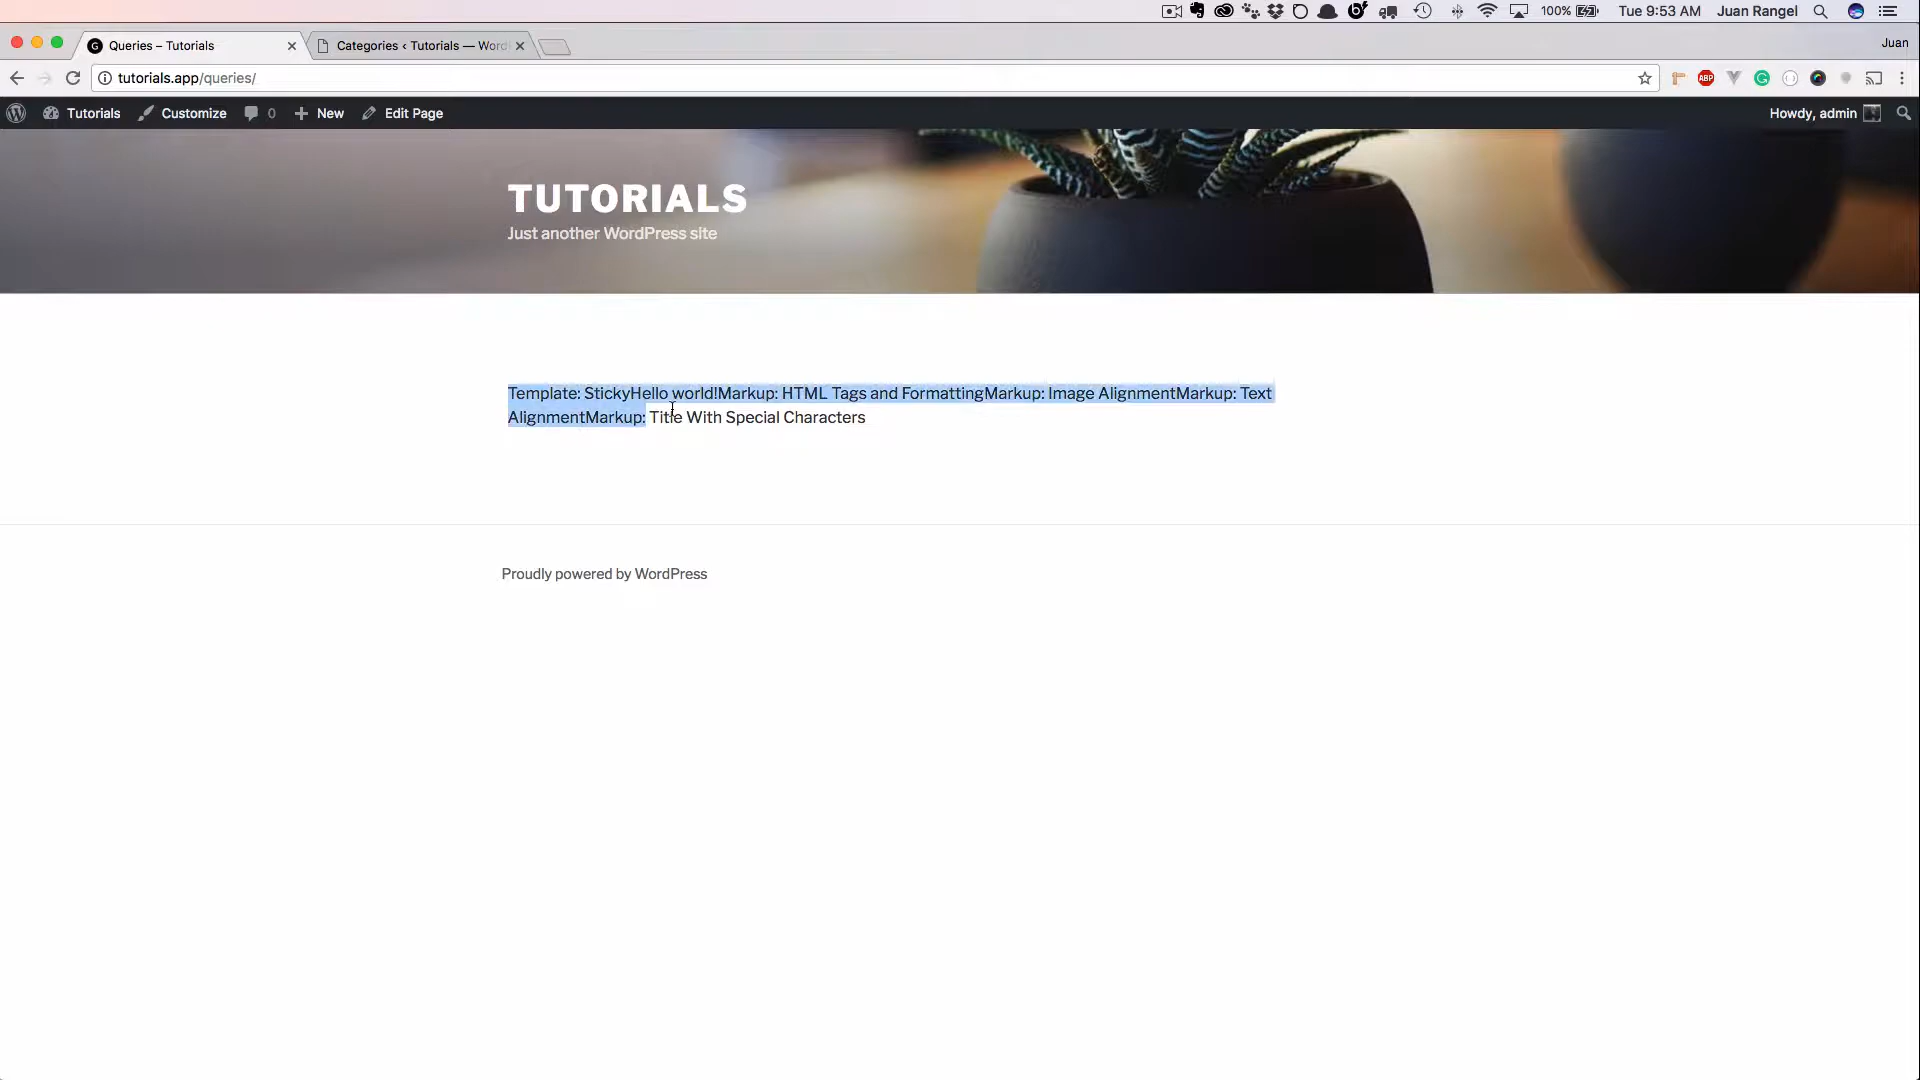 100% Tue 9:53 AM Juan Rangel
Queries – Tutorials
Categories ‹ Tutorials — Word
Juan
tutorials.app/queries/
ABP
Tutorials Customize 0 New Edit Page Howdy, admin
TUTORIALS
Just another WordPress site
Template: StickyHello world!Markup: HTML Tags and FormattingMarkup: Image AlignmentMarkup: Text
AlignmentMarkup: Title With Special Characters
Proudly powered by WordPress